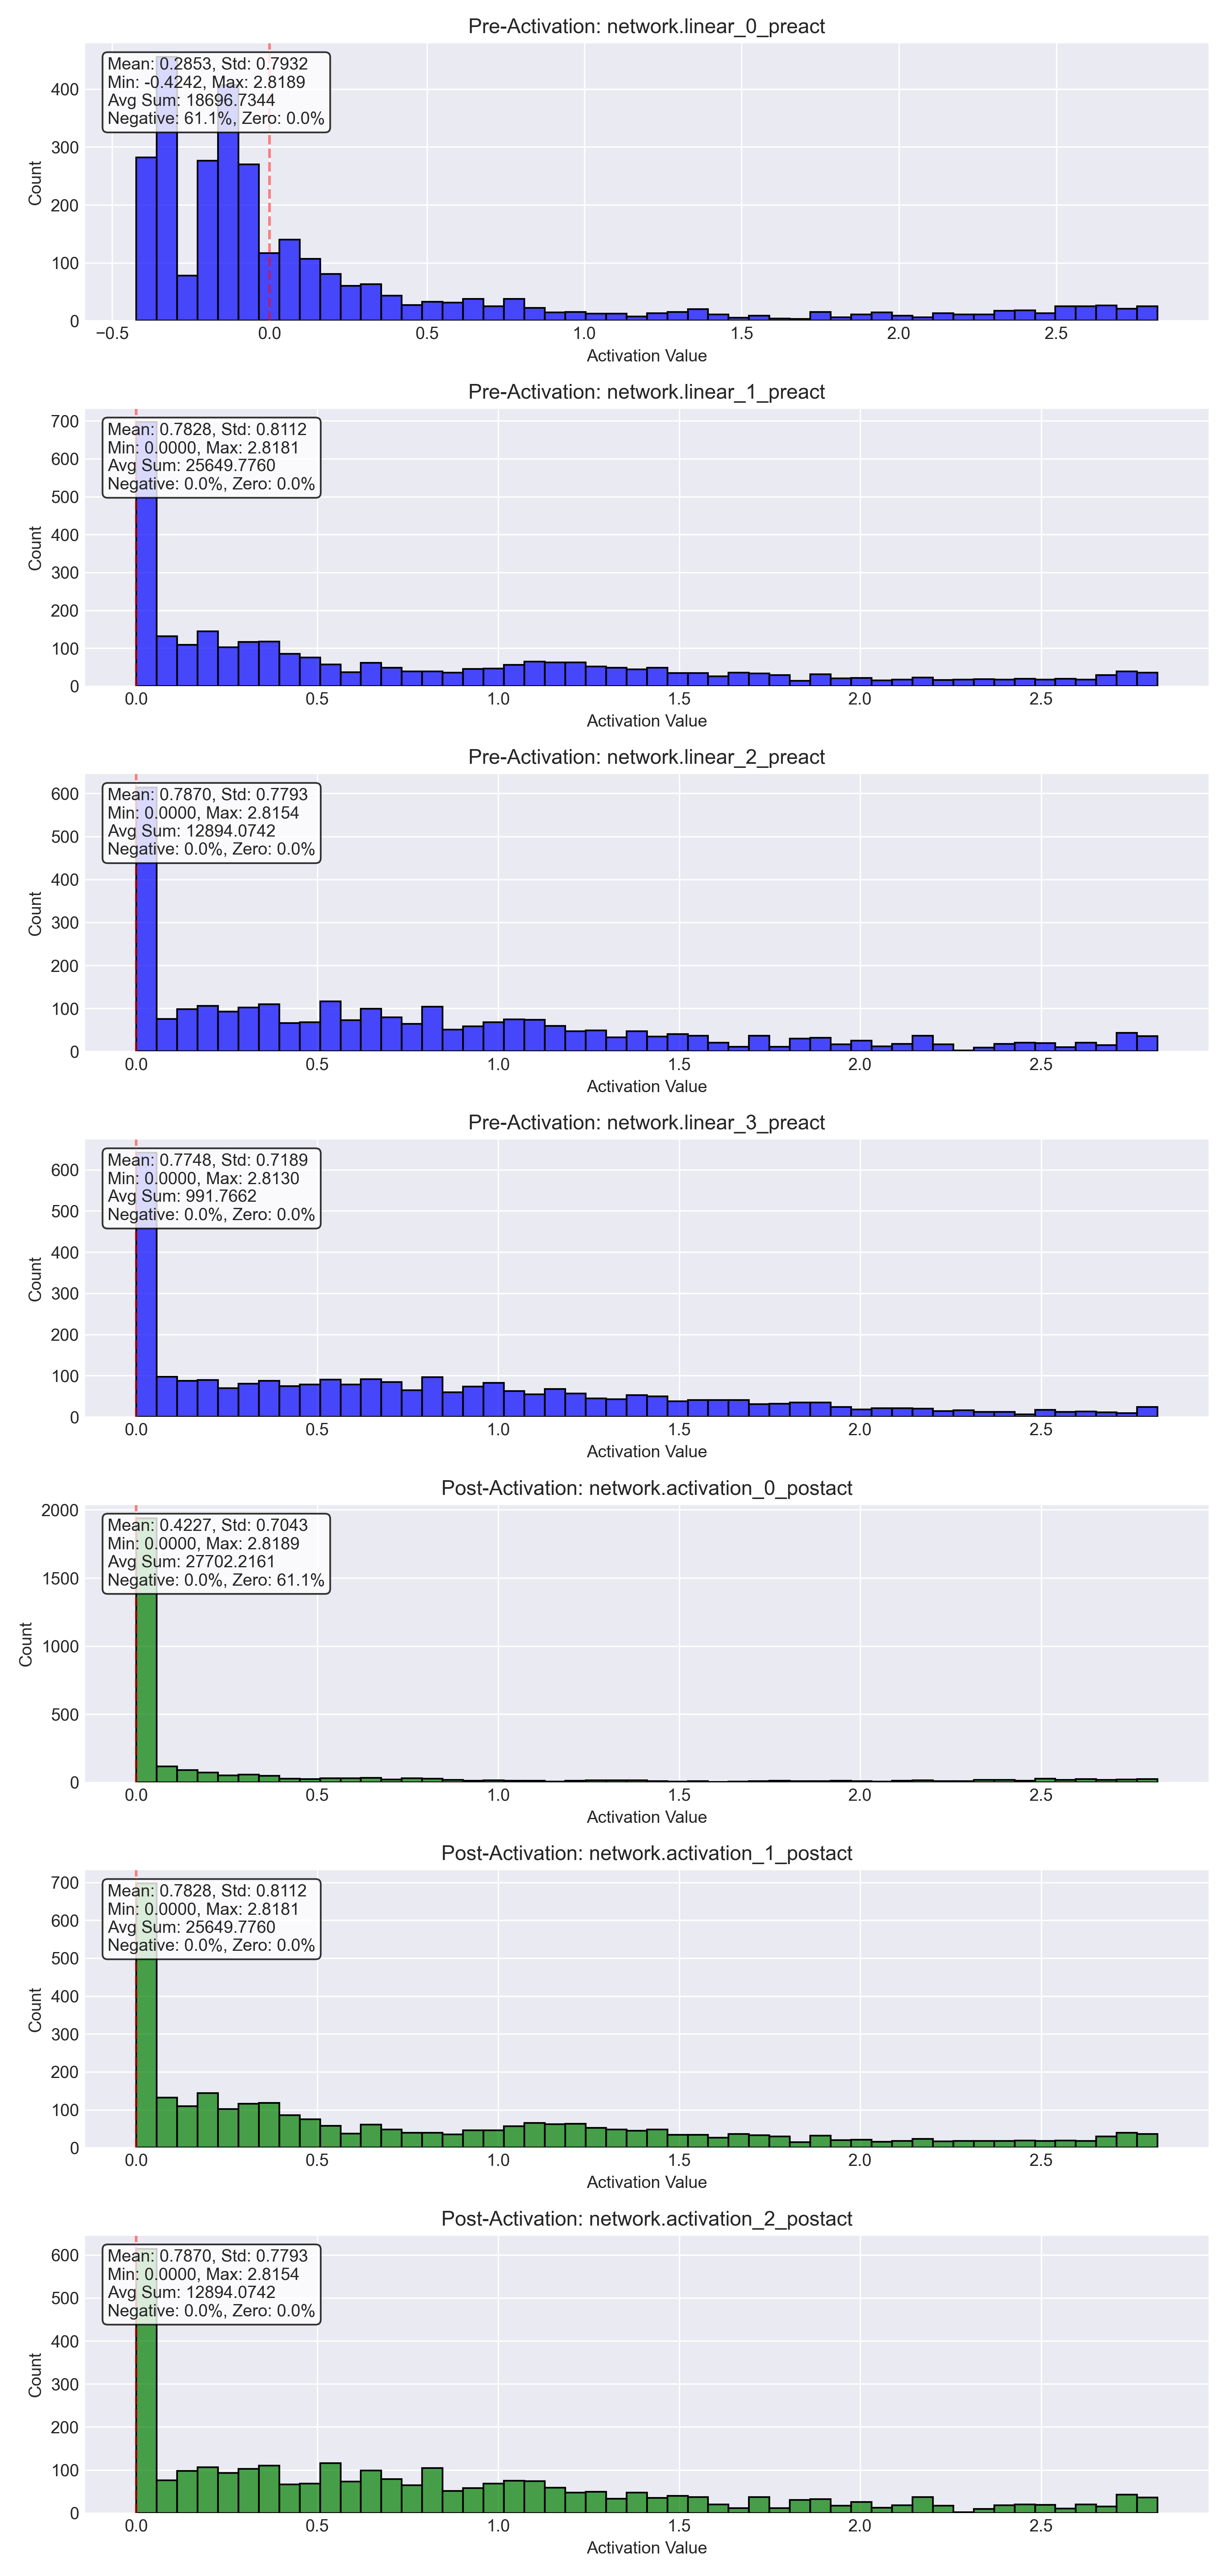 Pre-Activation: network.linear_0_preact
Mean: 0.2853, Std: 0.7932
Min: -0.4242, Max: 2.8189
Avg Sum: 18696.7344
Negative: 61.1%, Zero: 0.0%
Count
400
300
200
100
0
−0.5 0.0 0.5 1.0 1.5 2.0 2.5
Activation Value
Pre-Activation: network.linear_1_preact
Mean: 0.7828, Std: 0.8112
Min: 0.0000, Max: 2.8181
Avg Sum: 25649.7760
Negative: 0.0%, Zero: 0.0%
Count
700
600
500
400
300
200
100
0
0.0 0.5 1.0 1.5 2.0 2.5
Activation Value
Pre-Activation: network.linear_2_preact
Mean: 0.7870, Std: 0.7793
Min: 0.0000, Max: 2.8154
Avg Sum: 12894.0742
Negative: 0.0%, Zero: 0.0%
Count
600
500
400
300
200
100
0
0.0 0.5 1.0 1.5 2.0 2.5
Activation Value
Pre-Activation: network.linear_3_preact
Mean: 0.7748, Std: 0.7189
Min: 0.0000, Max: 2.8130
Avg Sum: 991.7662
Negative: 0.0%, Zero: 0.0%
Count
600
500
400
300
200
100
0
0.0 0.5 1.0 1.5 2.0 2.5
Activation Value
Post-Activation: network.activation_0_postact
Mean: 0.4227, Std: 0.7043
Min: 0.0000, Max: 2.8189
Avg Sum: 27702.2161
Negative: 0.0%, Zero: 61.1%
Count
2000
1500
1000
500
0
0.0 0.5 1.0 1.5 2.0 2.5
Activation Value
Post-Activation: network.activation_1_postact
Mean: 0.7828, Std: 0.8112
Min: 0.0000, Max: 2.8181
Avg Sum: 25649.7760
Negative: 0.0%, Zero: 0.0%
Count
700
600
500
400
300
200
100
0
0.0 0.5 1.0 1.5 2.0 2.5
Activation Value
Post-Activation: network.activation_2_postact
Mean: 0.7870, Std: 0.7793
Min: 0.0000, Max: 2.8154
Avg Sum: 12894.0742
Negative: 0.0%, Zero: 0.0%
Count
600
500
400
300
200
100
0
0.0 0.5 1.0 1.5 2.0 2.5
Activation Value